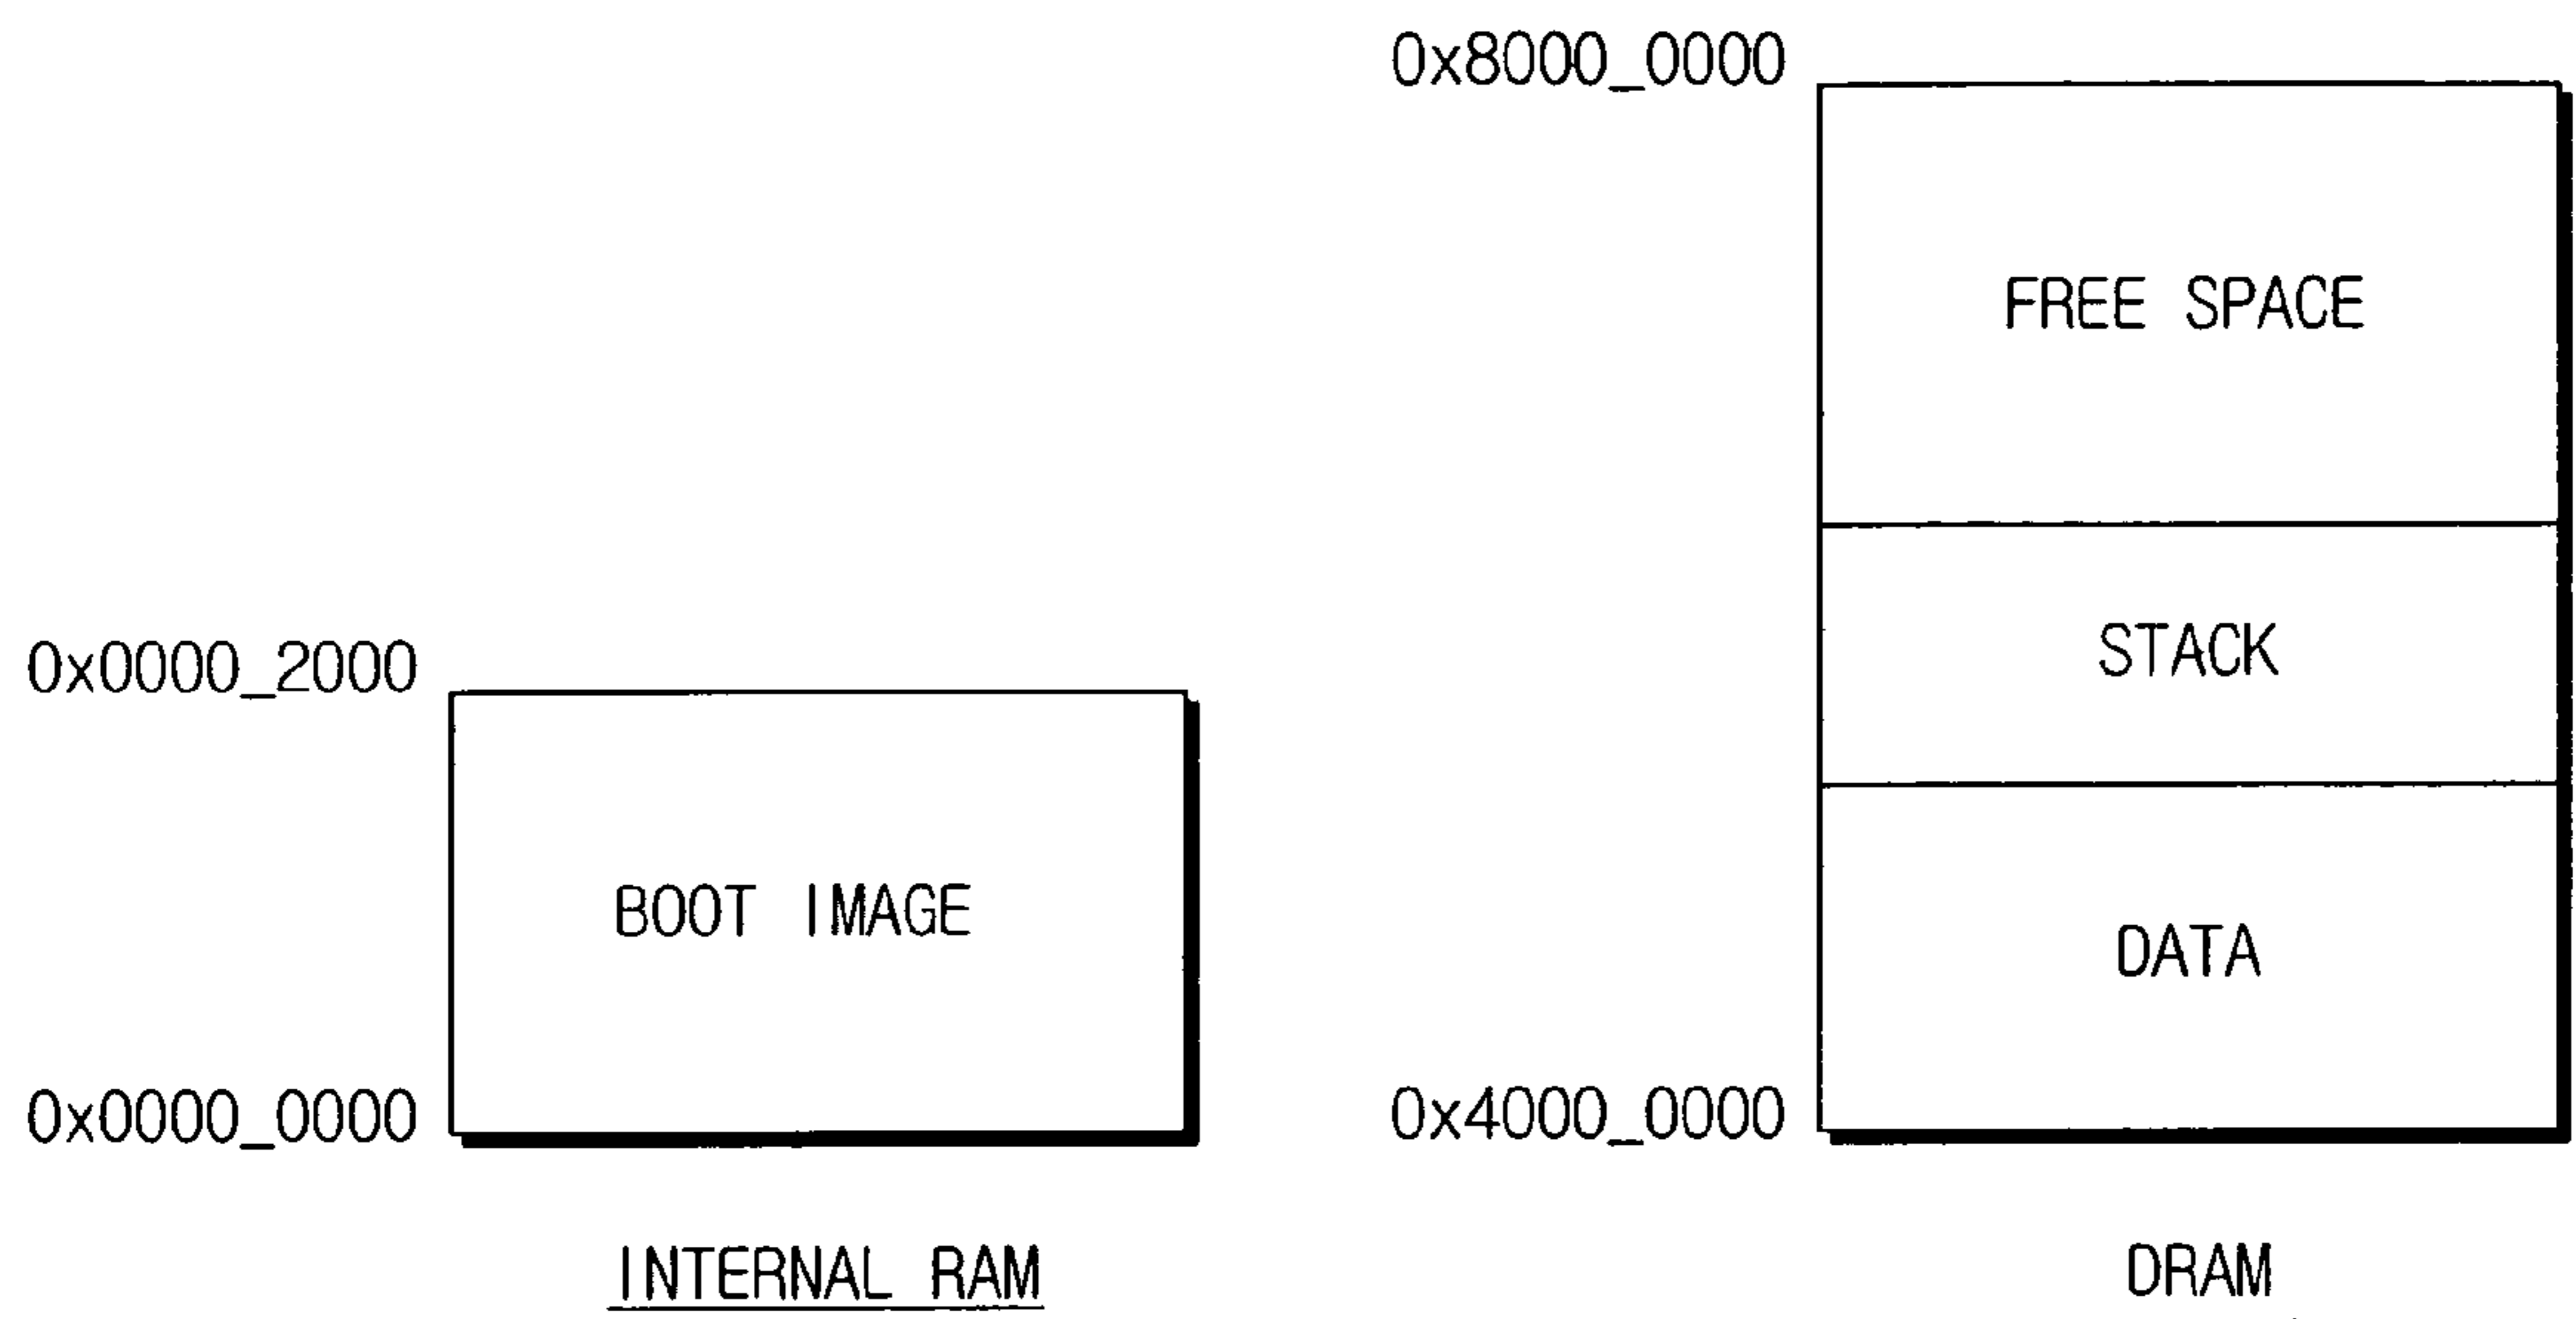 0x8000_0000
FREE SPACE
STACK
0x0000_2000
BOOT IMAGE
DATA
0x0000_0000
0x4000_0000
INTERNAL RAM
DRAM